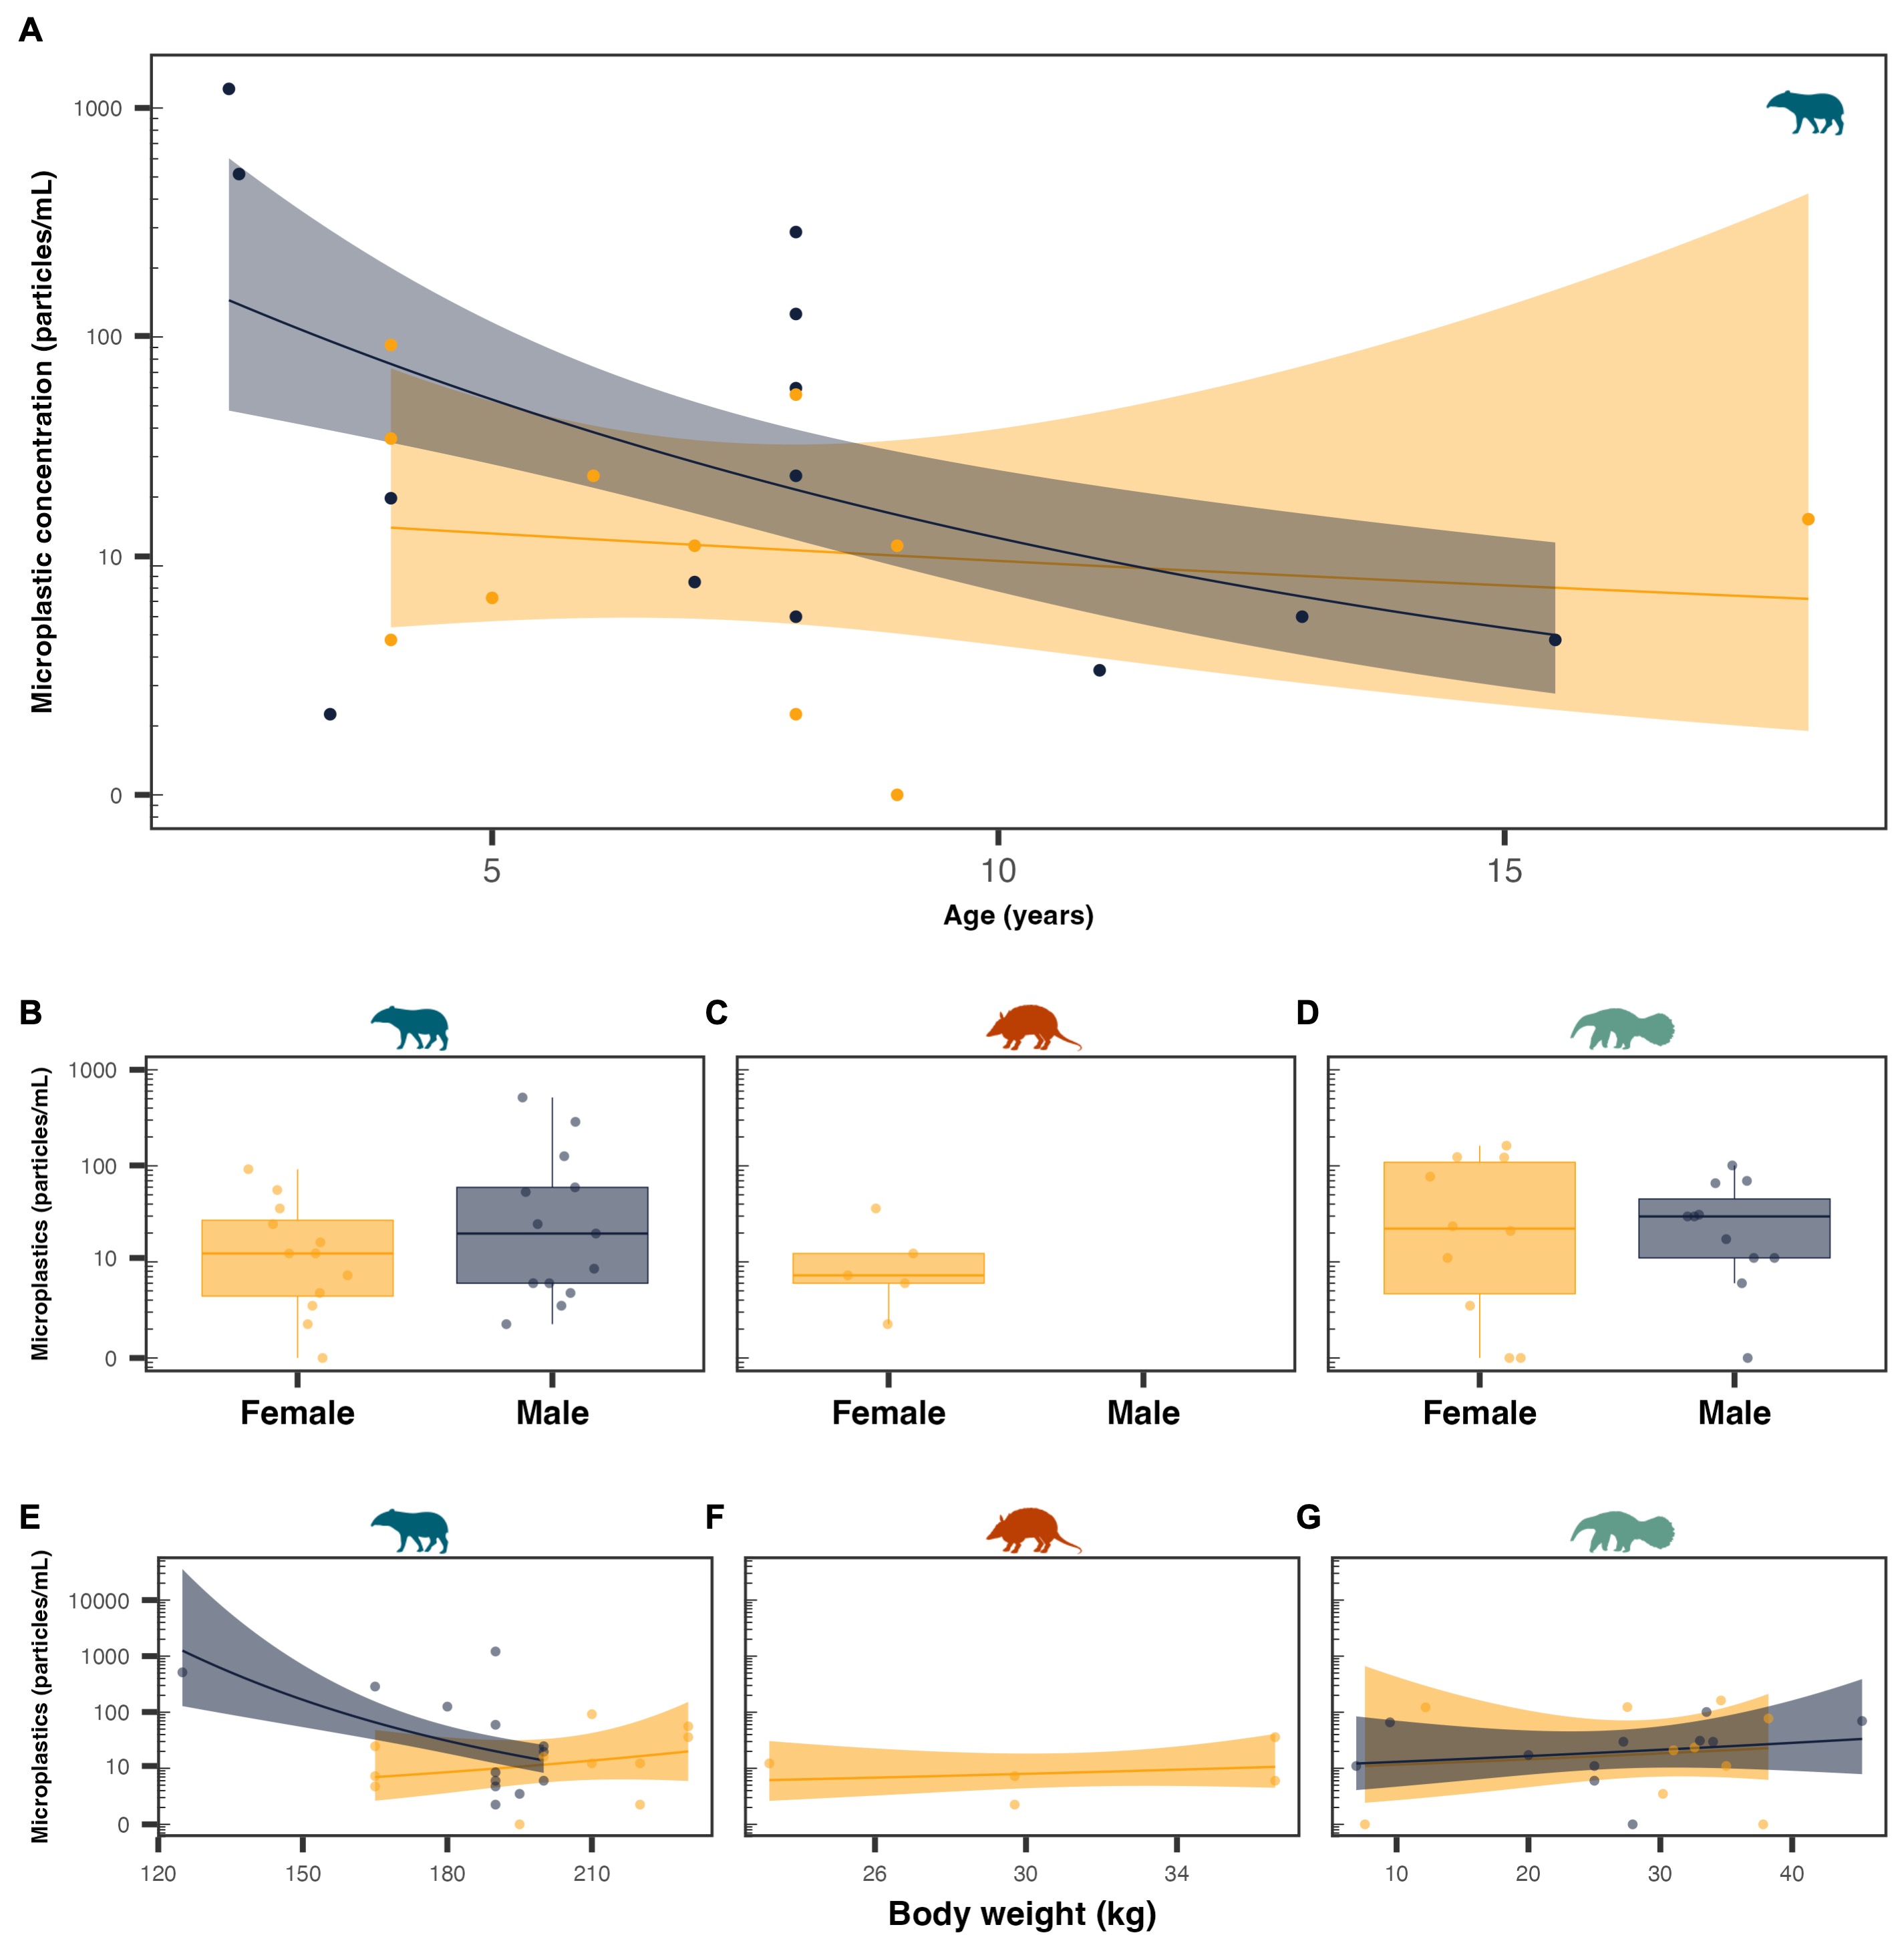 A
Microplastic concentration (particles/mL)
1000
100
10
0
5 10 15
Age (years)
B C D
Microplastics (particles/mL)
1000
100
10
0
Female Male Female Male Female Male
E F G
Microplastics (particles/mL)
10000
1000
100
10
0
120 150 180 210 26 30 34 10 20 30 40
Body weight (kg)